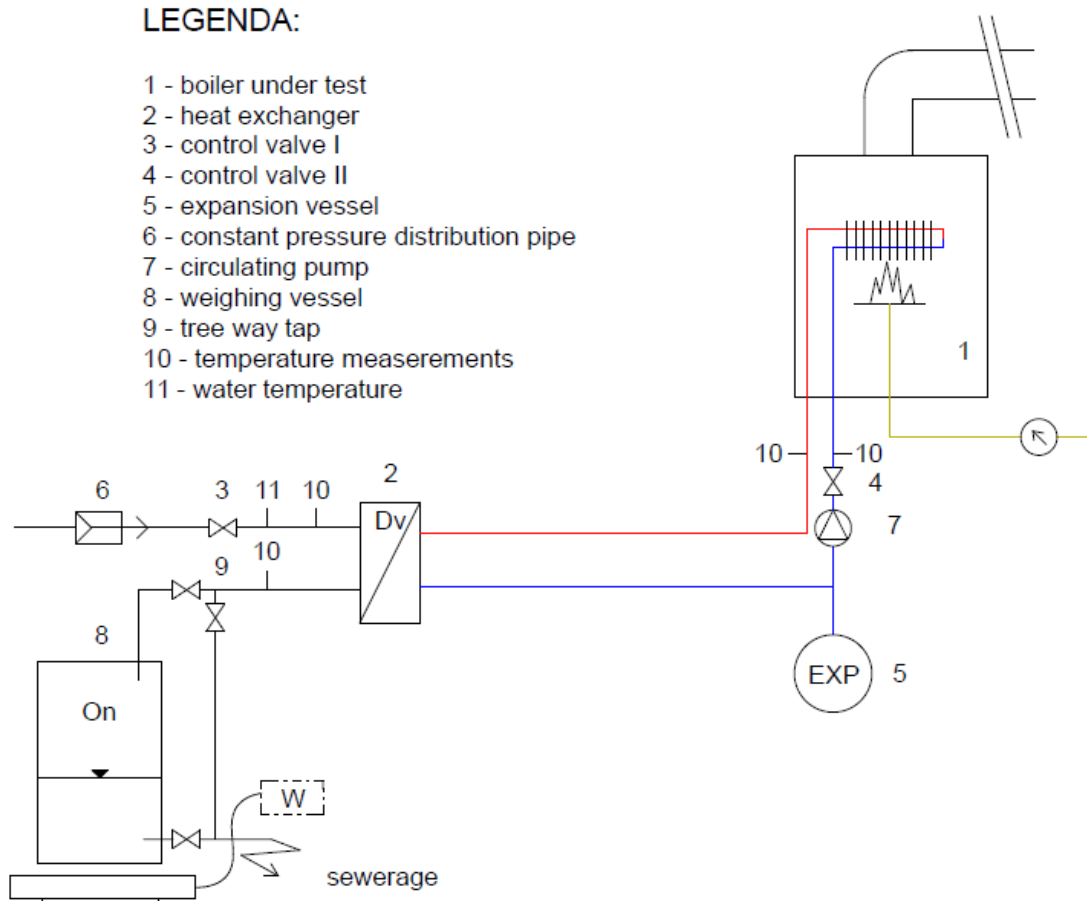 LEGENDA:
1 - boiler under test
2 - heat exchanger
3 - control valve I
4 - control valve II
5 - expansion vessel
6 - constant pressure distribution pipe
7 - circulating pump
8 - weighing vessel
9 - tree way tap
10 - temperature measerements
11 - water temperature
1
10
10
2
4
6
3
11
10
Dv
7
10
9
8
EXP
5
On
W
sewerage